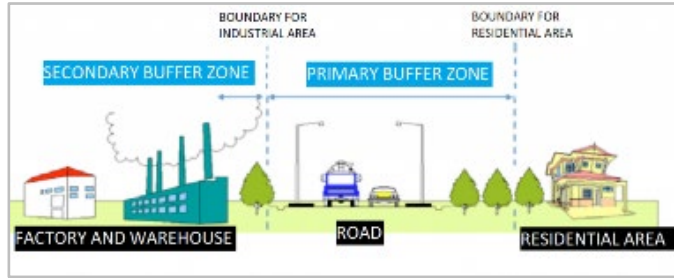 BOUNDARY FOR
INDUSTRIAL AREA
BOUNDARY FOR
RESIDENTIAL AREA
SECONDARY BUFFER ZONE
PRIMARY BUFFER ZONE
FACTORY AND WAREHOUSE
ROAD
RESIDENTIAL AREA